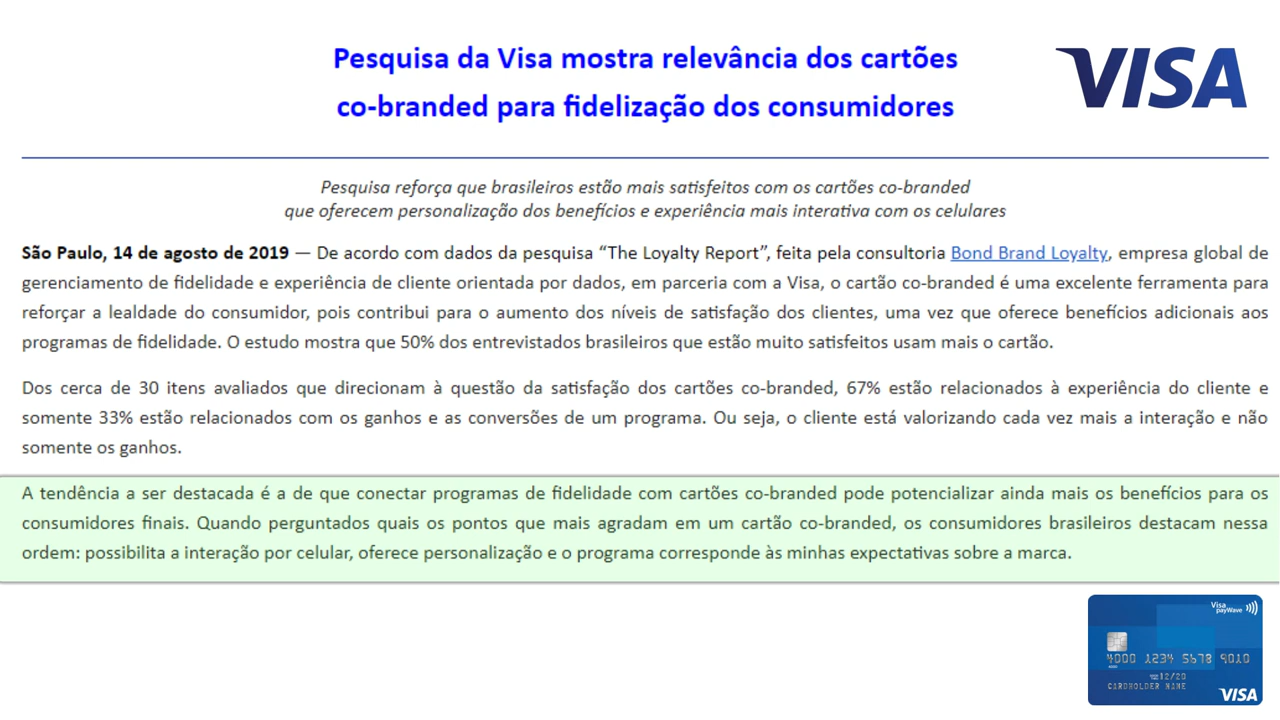 Pesquisa da Visa mostra relevância dos cartões
co-branded para fidelização dos consumidores
VISA
Pesquisa reforça que brasileiros estão mais satisfeitos com os cartões co-branded
que oferecem personalização dos benefícios e experiência mais interativa com os celulares
São Paulo, 14 de agosto de 2019 — De acordo com dados da pesquisa “The Loyalty Report”, feita pela consultoria Bond Brand Loyalty, empresa global de
gerenciamento de fidelidade e experiência de cliente orientada por dados, em parceria com a Visa, o cartão co-branded é uma excelente ferramenta para
reforçar a lealdade do consumidor, pois contribui para o aumento dos níveis de satisfação dos clientes, uma vez que oferece benefícios adicionais aos
programas de fidelidade. O estudo mostra que 50% dos entrevistados brasileiros que estão muito satisfeitos usam mais o cartão.
Dos cerca de 30 itens avaliados que direcionam à questão da satisfação dos cartões co-branded, 67% estão relacionados à experiência do cliente e
somente 33% estão relacionados com os ganhos e as conversões de um programa. Ou seja, o cliente está valorizando cada vez mais a interação e não
somente os ganhos.
A tendência a ser destacada é a de que conectar programas de fidelidade com cartões co-branded pode potencializar ainda mais os benefícios para os
consumidores finais. Quando perguntados quais os pontos que mais agradam em um cartão co-branded, os consumidores brasileiros destacam nessa
ordem: possibilita a interação por celular, oferece personalização e o programa corresponde às minhas expectativas sobre a marca.
Visa
payWave
4000 1234 5678 9010
12/20
CARDHOLDER NAME
VISA